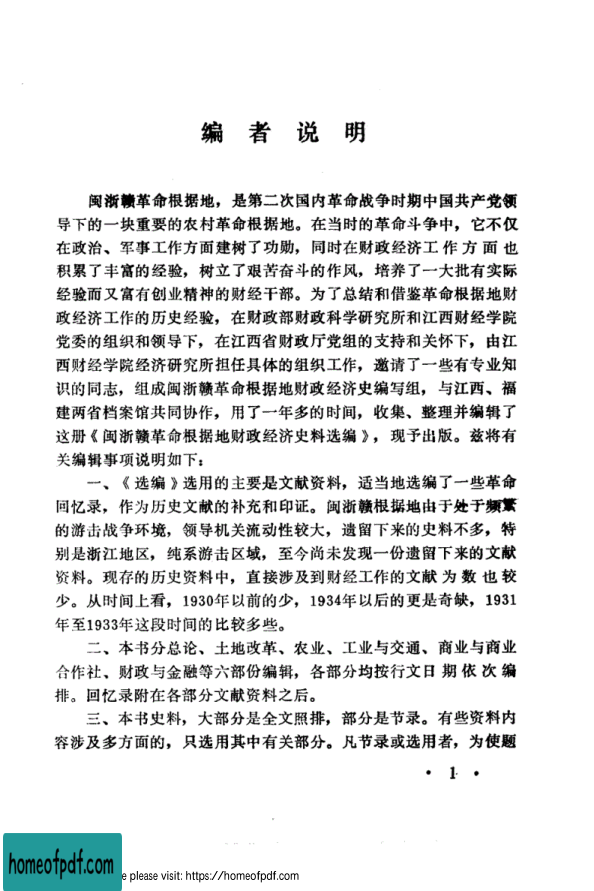 编者说明
闽浙赣革命根据地，是第二次国内革命战争时期中国共产党领
导下的一块重要的农村革命根据地。在当时的革命斗争中，它不仅
在政治、军事工作方面建树了功勋，同时在财政经济工作方面也
积累了丰富的经验，树立了艰苦奋斗的作风，培养了一大批有实际
经验而又富有创业精神的财经干部。为了总结和借鉴革命根据地财
政经济工作的历史经验，在财政部财政科学研究所和江西财经学院
党委的组织和领导下，在江西省财政厅党组的支持和关怀下，由江
西财经学院经济研究所担任具体的组织工作，邀请了一些有专业知
识的同志，组成闽浙赣革命根据地财政经济史编写组，与江西、福
建两省档案馆共同协作，用了一年多的时间，收集、整理并编辑了
这册《闽浙赣革命根据地财政经济史料选编》，现予出版。兹将有
关编辑事项说明如下：
一、《选编》选用的主要是文献资料，适当地选编了一些革命
回忆录，作为历史文献的补充和印证。闽浙赣根据地由于处于频繁
的游击战争环境，领导机关流动性较大，遗留下来的史料不多，特
别是浙江地区，纯系游击区域，至今尚未发现一份遗留下来的文献
资料。现存的历史资料中，直接涉及到财经工作的文献为数也较
少。从时间上看，1930年以前的少，1934年以后的更是奇缺，1931
年至1933年这段时间的比较多些。
二、本书分总论、土地改革、农业、工业与交通、商业与商业
合作社、财政与金融等六部份编辑，各部分均按行文日期依次编
排。回忆录附在各部分文献资料之后。
三、本书史料，大部分是全文照排，部分是节录。有些资料内
容涉及多方面的，只选用其中有关部分。凡节录或选用者，为使题
• 1 •
homeofpdf.com
e please visit: https://homeofpdf.com